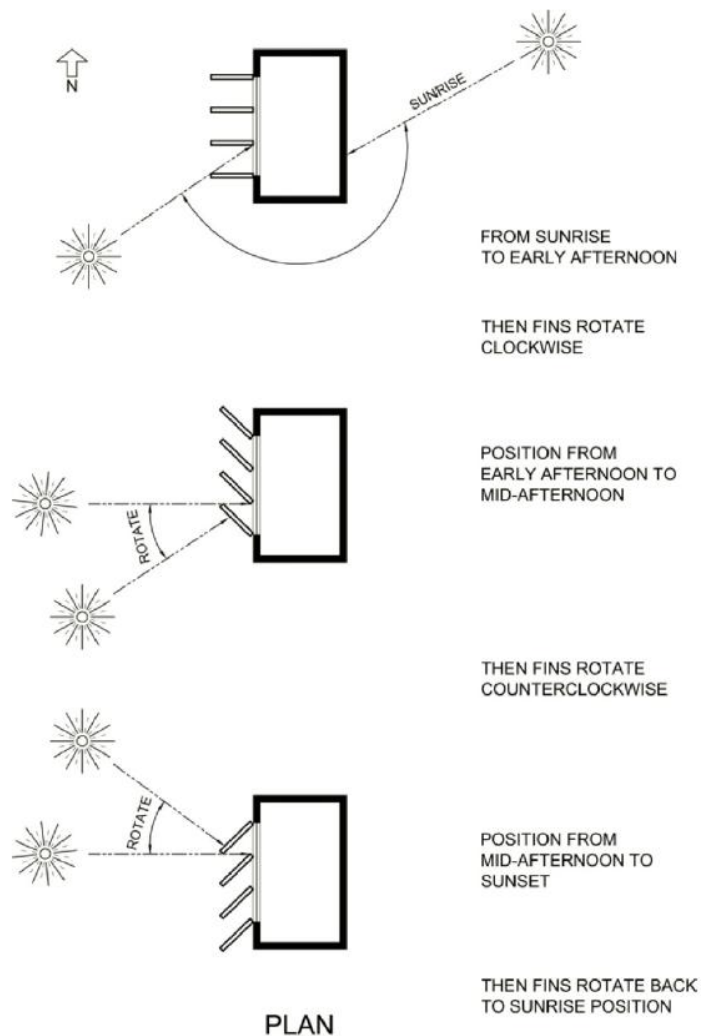 N
SUNRISE
FROM SUNRISE
TO EARLY AFTERNOON
THEN FINS ROTATE
CLOCKWISE
POSITION FROM
EARLY AFTERNOON TO
MID-AFTERNOON
ROTATE
THEN FINS ROTATE
COUNTERCLOCKWISE
ROTATE
POSITION FROM
MID-AFTERNOON TO
SUNSET
THEN FINS ROTATE BACK
TO SUNRISE POSITION
PLAN